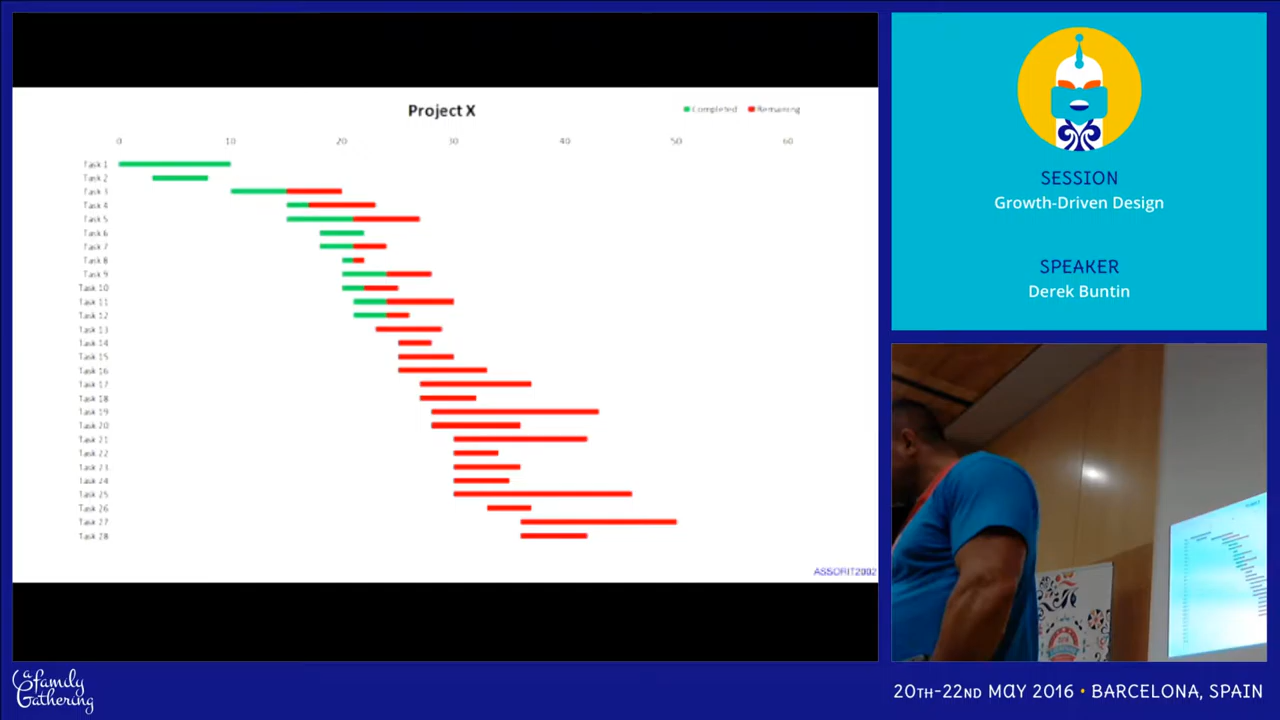 Project X
Completed
Remaining
0 10 20 30 40 50 60
Task 1
Task 2
Task 3
Task 4
Task 5
Task 6
Task 7
Task 8
Task 9
Task 10
Task 11
Task 12
Task 13
Task 14
Task 15
Task 16
Task 17
Task 18
Task 19
Task 20
Task 21
Task 22
Task 23
Task 24
Task 25
Task 26
Task 27
Task 28
ASSORIT2002
SESSION
Growth-Driven Design
SPEAKER
Derek Buntin
a family
Gathering
20TH-22ND MAY 2016 • BARCELONA, SPAIN